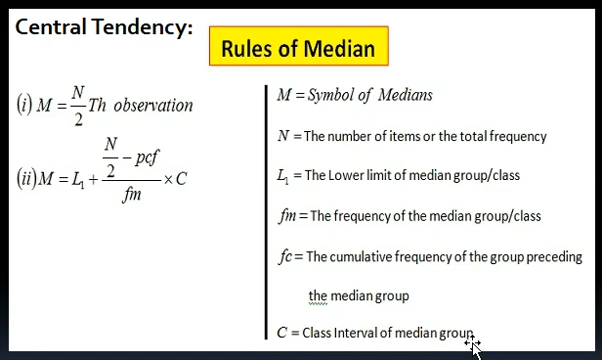 Central Tendency:
Rules of Median
(i) M = N/2 Th observation
(ii) M = L₁ + (N/2 − pcf)/fm × C
M = Symbol of Medians
N = The number of items or the total frequency
L₁ = The Lower limit of median group/class
fm = The frequency of the median group/class
fc = The cumulative frequency of the group preceding
the median group
C = Class Interval of median group